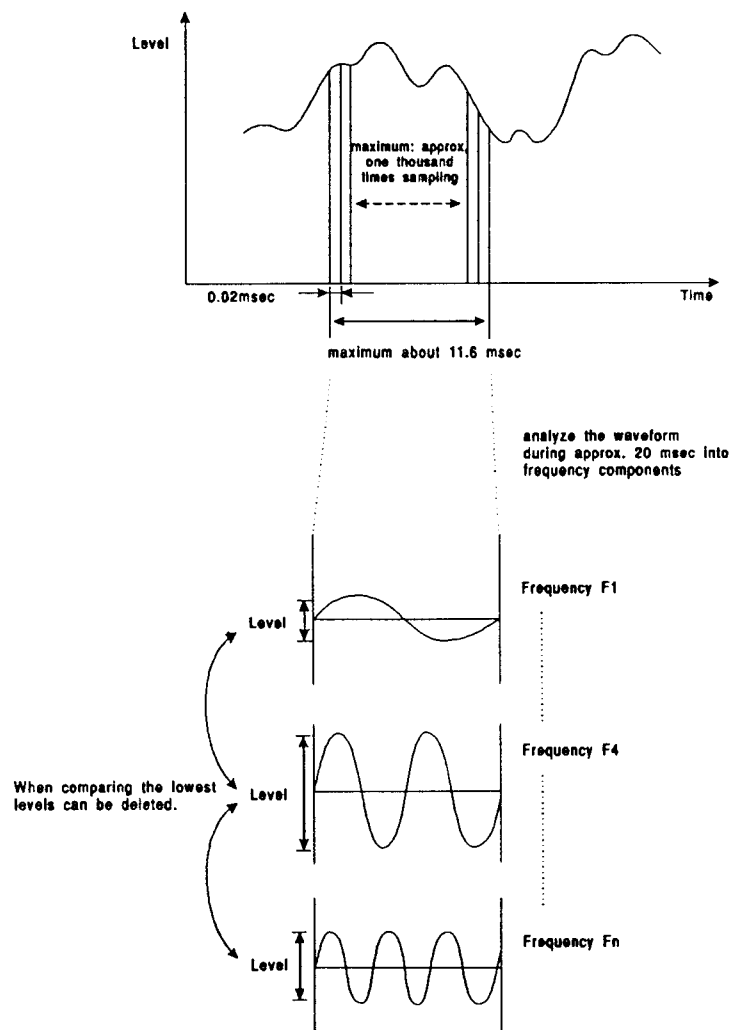 Level
maximum: approx.
one thousand
times sampling
0.02msec
Time
maximum about 11.6 msec
analyze the waveform
during approx. 20 msec into
frequency components
Frequency F1
Level
Frequency F4
When comparing the lowest
levels can be deleted.
Level
Frequency Fn
Level